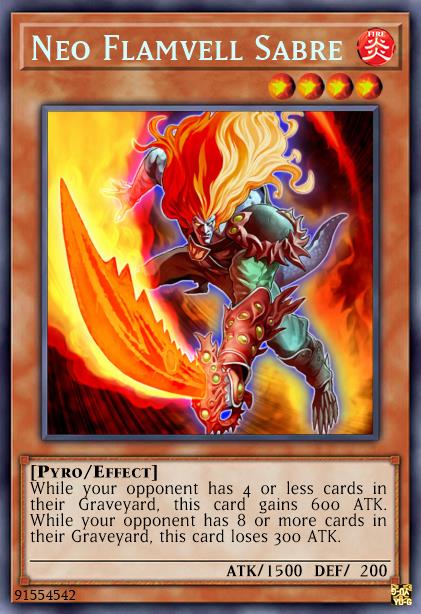 Neo Flamvell Sabre
FIRE
炎
[Pyro/Effect]
While your opponent has 4 or less cards in
their Graveyard, this card gains 600 ATK.
While your opponent has 8 or more cards in
their Graveyard, this card loses 300 ATK.
ATK/1500 DEF/ 200
91554542